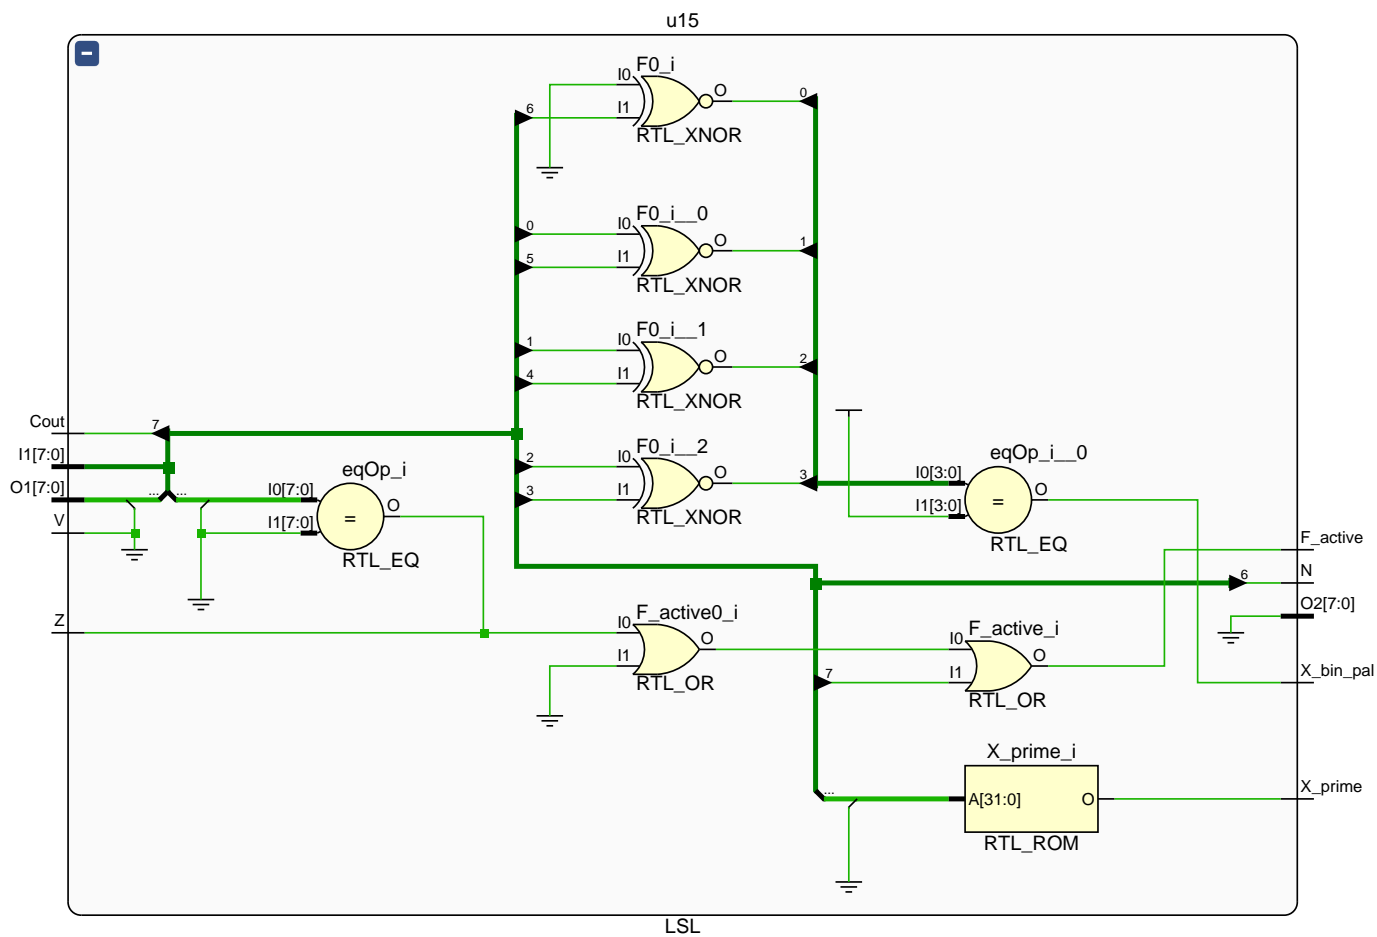 u15
F0_i
I0
O
0
6
I1
RTL_XNOR
F0_i__0
0
I0
O
1
5
I1
RTL_XNOR
F0_i__1
1
I0
O
2
4
I1
RTL_XNOR
Cout
7
F0_i__2
I1[7:0]
2
I0
O
3
eqOp_i__0
eqOp_i
I0[3:0]
O1[7:0]
...
...
I0[7:0]
3
I1
=
O
O
I1[3:0]
V
I1[7:0]
=
RTL_XNOR
RTL_EQ
F_active
RTL_EQ
6
N
O2[7:0]
Z
F_active0_i
I0
O
F_active_i
I0
O
I1
7
I1
X_bin_pal
RTL_OR
RTL_OR
X_prime_i
...
A[31:0]
O
X_prime
RTL_ROM
LSL